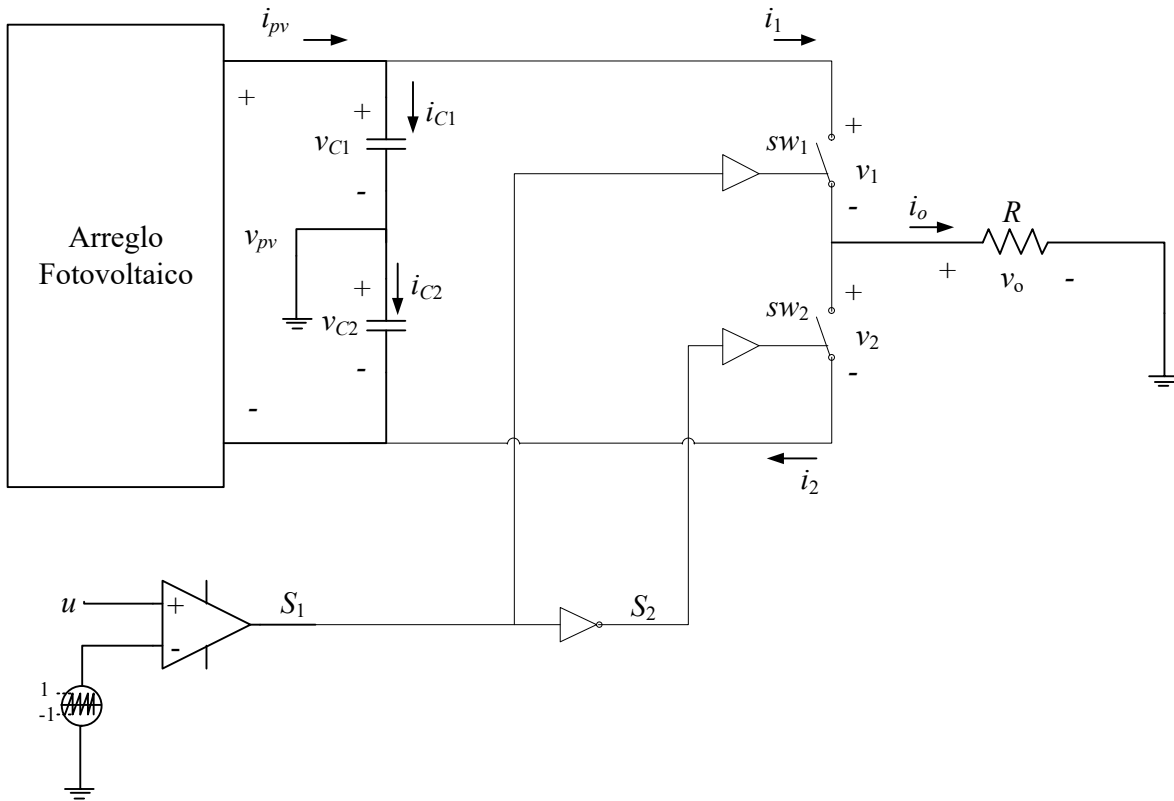 i_pv
i_1
+
+
i_C1
v_C1
-
Arreglo
Fotovoltaico
v_pv
+
i_C2
v_C2
-
-
sw_1
+
v_1
-
i_o
R
+
v_o
-
sw_2
+
v_2
-
i_2
u
+
-
S_1
S_2
1
-1